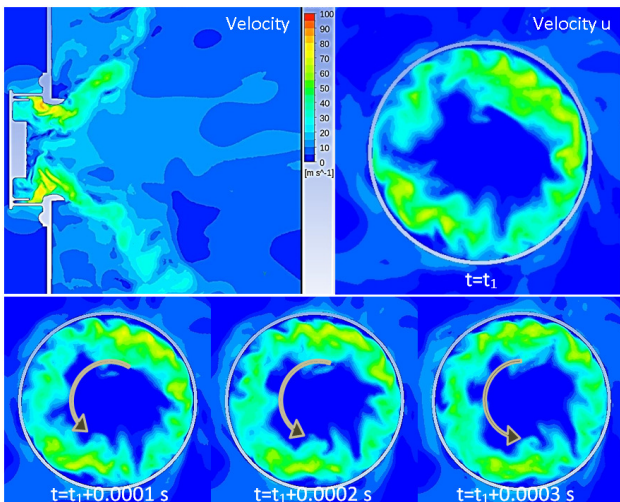 Velocity
100
90
80
70
60
50
40
30
20
10
0
[m s^-1]
Velocity u
t=t₁
t=t₁+0.0001 s
t=t₁+0.0002 s
t=t₁+0.0003 s